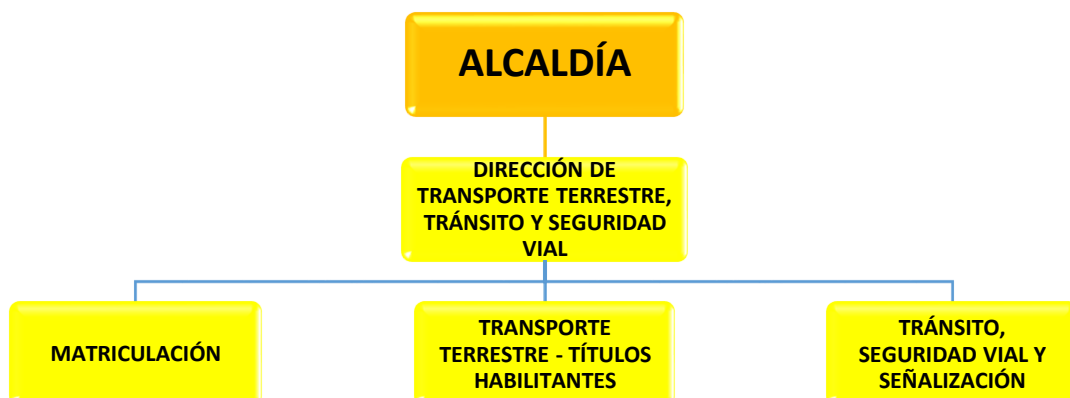 ALCALDÍA
DIRECCIÓN DE
TRANSPORTE TERRESTRE,
TRÁNSITO Y SEGURIDAD
VIAL
MATRICULACIÓN
TRANSPORTE
TERRESTRE - TÍTULOS
HABILITANTES
TRÁNSITO,
SEGURIDAD VIAL Y
SEÑALIZACIÓN